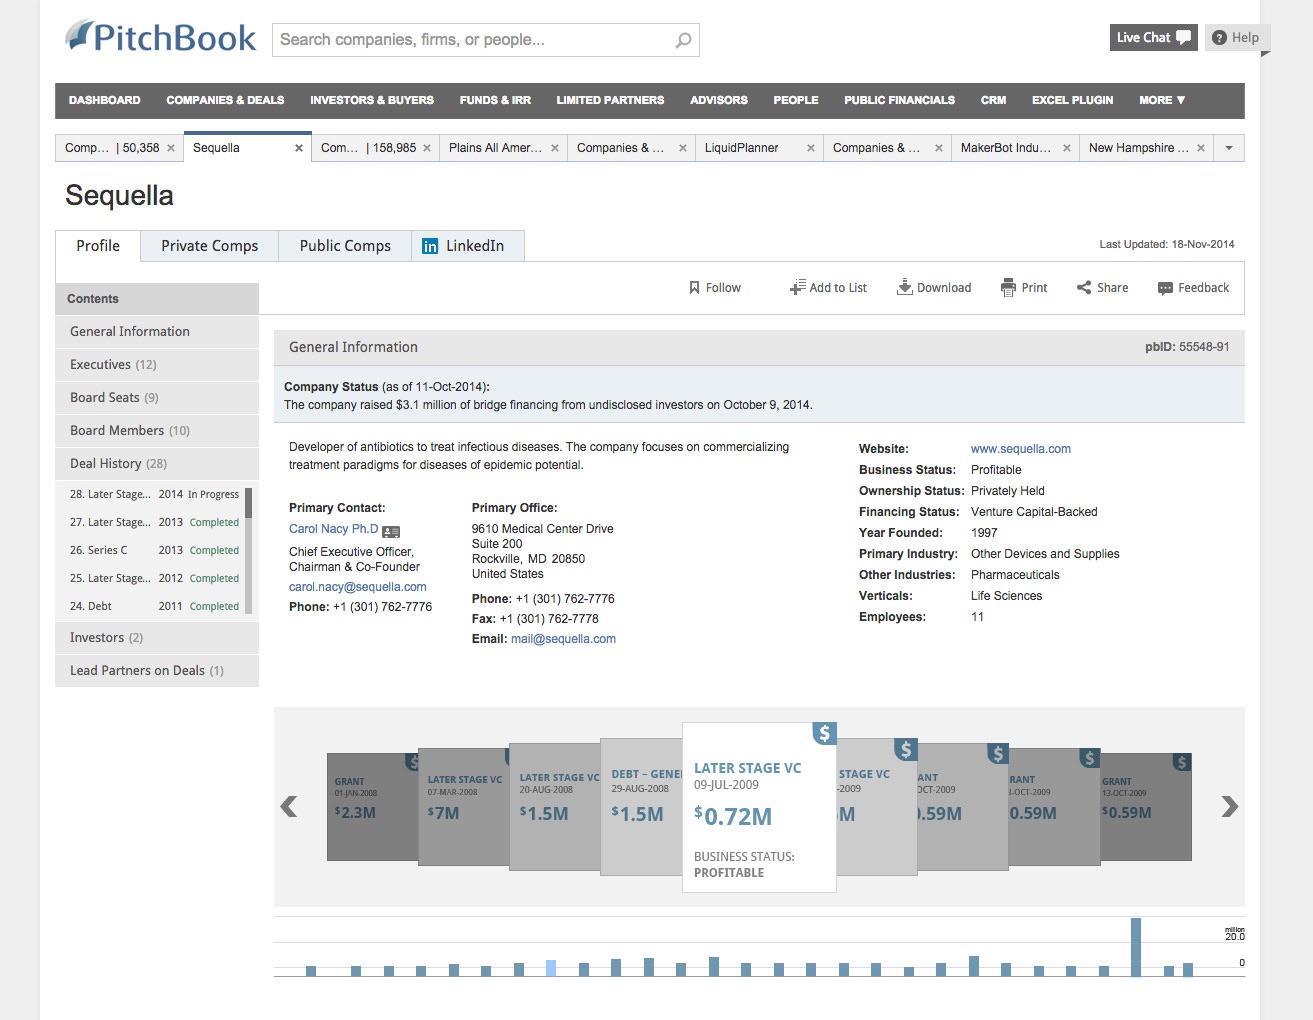 PitchBook
Search companies, firms, or people...
Live Chat
? Help
DASHBOARD COMPANIES & DEALS INVESTORS & BUYERS FUNDS & IRR LIMITED PARTNERS ADVISORS PEOPLE PUBLIC FINANCIALS CRM EXCEL PLUGIN MORE ▼
Comp... | 50,358 × Sequella × Com... | 158,985 × Plains All Amer... × Companies & ... × LiquidPlanner × Companies & ... × MakerBot Indu... × New Hampshire ... ×
Sequella
Profile Private Comps Public Comps in LinkedIn
Last Updated: 18-Nov-2014
Follow Add to List Download Print Share Feedback
Contents
General Information
Executives (12)
Board Seats (9)
Board Members (10)
Deal History (28)
28. Later Stage... 2014 In Progress
27. Later Stage... 2013 Completed
26. Series C 2013 Completed
25. Later Stage... 2012 Completed
24. Debt 2011 Completed
Investors (2)
Lead Partners on Deals (1)
General Information
pbID: 55548-91
Company Status (as of 11-Oct-2014):
The company raised $3.1 million of bridge financing from undisclosed investors on October 9, 2014.
Developer of antibiotics to treat infectious diseases. The company focuses on commercializing
treatment paradigms for diseases of epidemic potential.
Primary Contact:
Carol Nacy Ph.D
Chief Executive Officer,
Chairman & Co-Founder
carol.nacy@sequella.com
Phone: +1 (301) 762-7776
Primary Office:
9610 Medical Center Drive
Suite 200
Rockville, MD 20850
United States
Phone: +1 (301) 762-7776
Fax: +1 (301) 762-7778
Email: mail@sequella.com
Website: www.sequella.com
Business Status: Profitable
Ownership Status: Privately Held
Financing Status: Venture Capital-Backed
Year Founded: 1997
Primary Industry: Other Devices and Supplies
Other Industries: Pharmaceuticals
Verticals: Life Sciences
Employees: 11
GRANT
01-JAN-2008
$2.3M
LATER STAGE VC
07-MAR-2008
$7M
LATER STAGE VC
20-AUG-2008
$1.5M
DEBT – GENE
29-AUG-2008
$1.5M
$
LATER STAGE VC
09-JUL-2009
$0.72M
BUSINESS STATUS:
PROFITABLE
$
STAGE VC
-2009
M
$
ANT
OCT-2009
.59M
$
RANT
-OCT-2009
0.59M
$
GRANT
13-OCT-2009
$0.59M
million
20.0
0